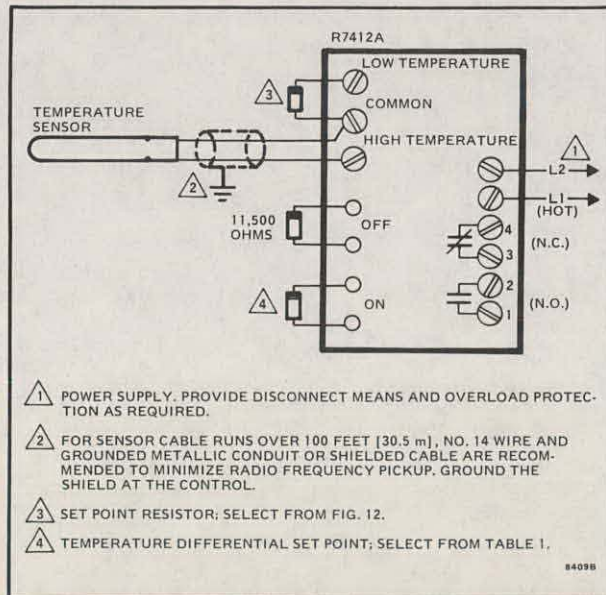 R7412A
LOW TEMPERATURE
3
COMMON
TEMPERATURE
SENSOR
HIGH TEMPERATURE
1
L2
2
L1
(HOT)
11,500
OHMS
OFF
4
(N.C.)
3
4
ON
2
(N.O.)
1
1 POWER SUPPLY. PROVIDE DISCONNECT MEANS AND OVERLOAD PROTEC-
TION AS REQUIRED.
2 FOR SENSOR CABLE RUNS OVER 100 FEET [30.5 m], NO. 14 WIRE AND
GROUNDED METALLIC CONDUIT OR SHIELDED CABLE ARE RECOM-
MENDED TO MINIMIZE RADIO FREQUENCY PICKUP. GROUND THE
SHIELD AT THE CONTROL.
3 SET POINT RESISTOR; SELECT FROM FIG. 12.
4 TEMPERATURE DIFFERENTIAL SET POINT; SELECT FROM TABLE 1.
8409B